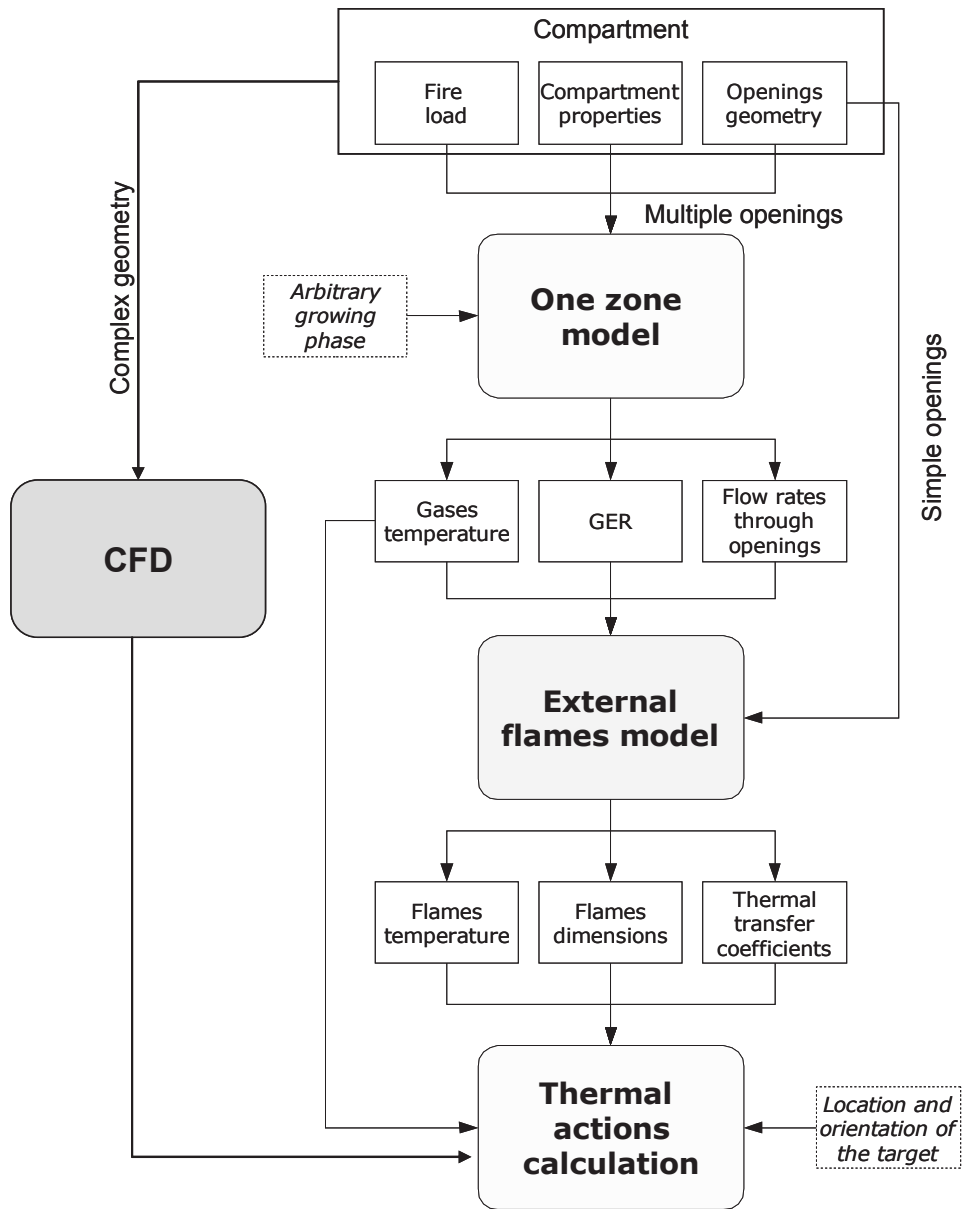 Compartment
Fire
load
Compartment
properties
Openings
geometry
Multiple openings
Complex geometry
Simple openings
Arbitrary
growing
phase
One zone
model
Gases
temperature
GER
Flow rates
through
openings
CFD
External
flames model
Flames
temperature
Flames
dimensions
Thermal
transfer
coefficients
Thermal
actions
calculation
Location and
orientation of
the target